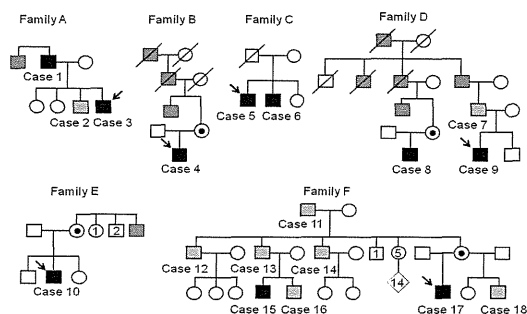 Family A
Family B
Family C
Family D
Case 1
Case 2
Case 3
Case 4
Case 5
Case 6
Case 7
Case 8
Case 9
Family E
Family F
1
2
Case 10
Case 11
1
5
Case 12
Case 13
Case 14
14
Case 15
Case 16
Case 17
Case 18